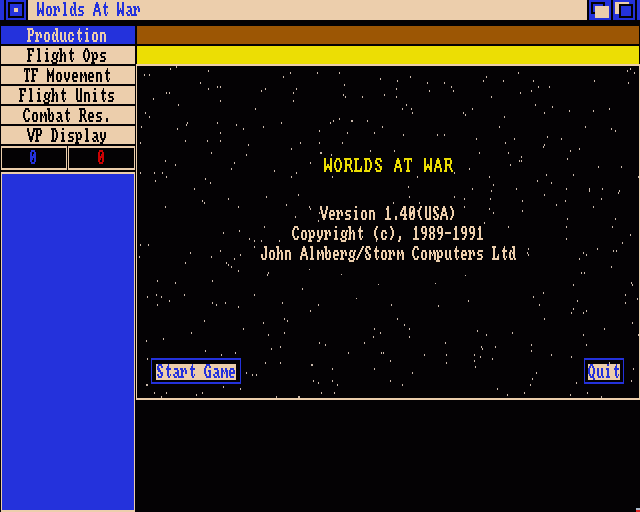 Worlds At War
Production
Flight Ops
TF Movement
Flight Units
Combat Res.
VP Display
0 0
WORLDS AT WAR
Version 1.40(USA)
Copyright (c), 1989-1991
John Almberg/Storm Computers Ltd
Start Game Quit